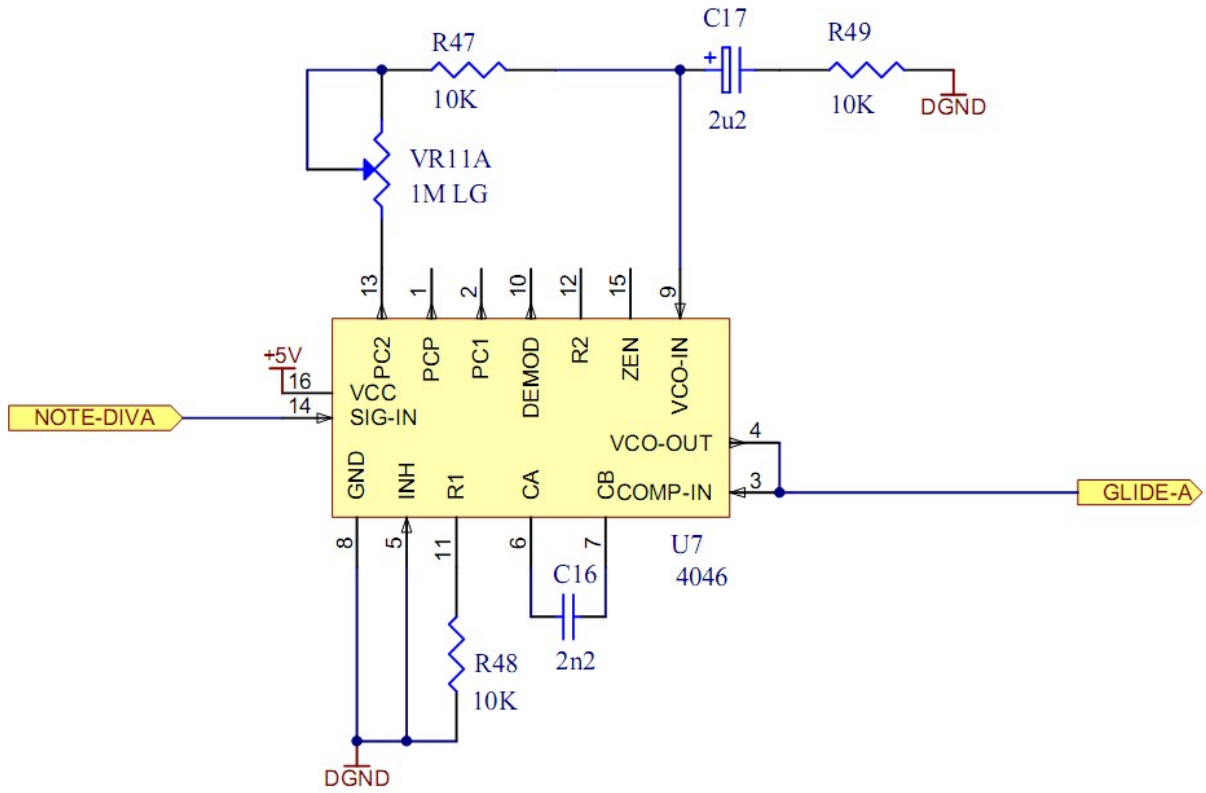 C17
R47
R49
10K
2u2
10K
DGND
VR11A
1M LG
13
1
2
10
12
15
9
PC2
PCP
PC1
DEMOD
R2
ZEN
VCO-IN
+5V
16
VCC
14
SIG-IN
NOTE-DIVA
VCO-OUT
4
GND
INH
R1
CA
CB
COMP-IN
3
GLIDE-A
8
5
11
6
7
U7
4046
C16
2n2
R48
10K
DGND